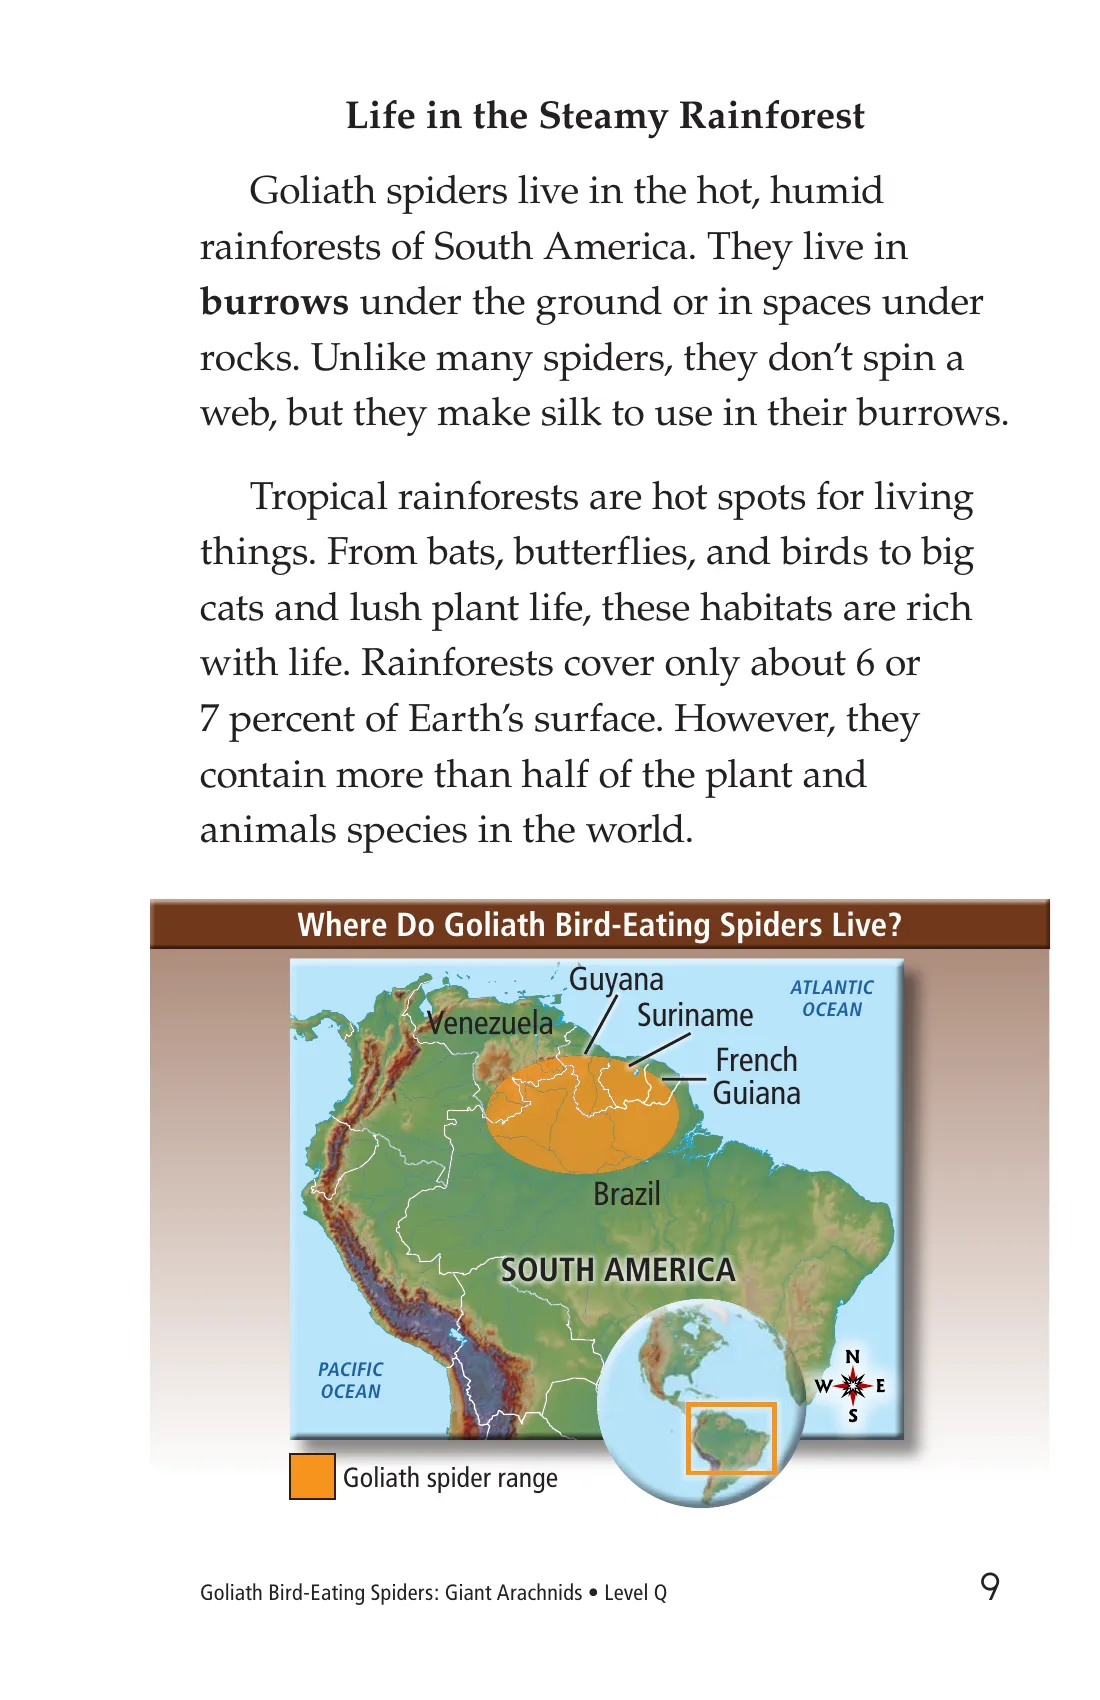 Life in the Steamy Rainforest
Goliath spiders live in the hot, humid
rainforests of South America. They live in
burrows under the ground or in spaces under
rocks. Unlike many spiders, they don’t spin a
web, but they make silk to use in their burrows.
Tropical rainforests are hot spots for living
things. From bats, butterflies, and birds to big
cats and lush plant life, these habitats are rich
with life. Rainforests cover only about 6 or
7 percent of Earth’s surface. However, they
contain more than half of the plant and
animals species in the world.
Where Do Goliath Bird-Eating Spiders Live?
Guyana
ATLANTIC
OCEAN
Venezuela
Suriname
French
Guiana
Brazil
SOUTH AMERICA
PACIFIC
OCEAN
N
W E
S
Goliath spider range
Goliath Bird-Eating Spiders: Giant Arachnids • Level Q
9